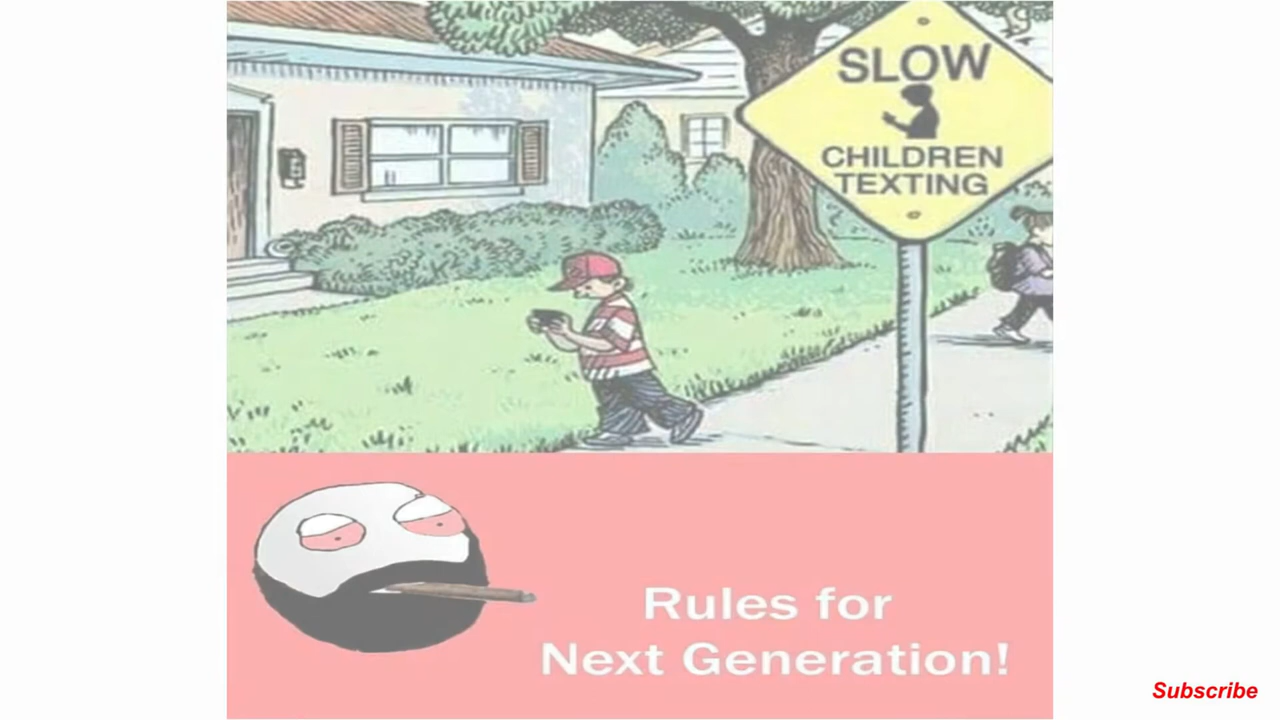 SLOW
CHILDREN
TEXTING
Rules for
Next Generation!
Subscribe